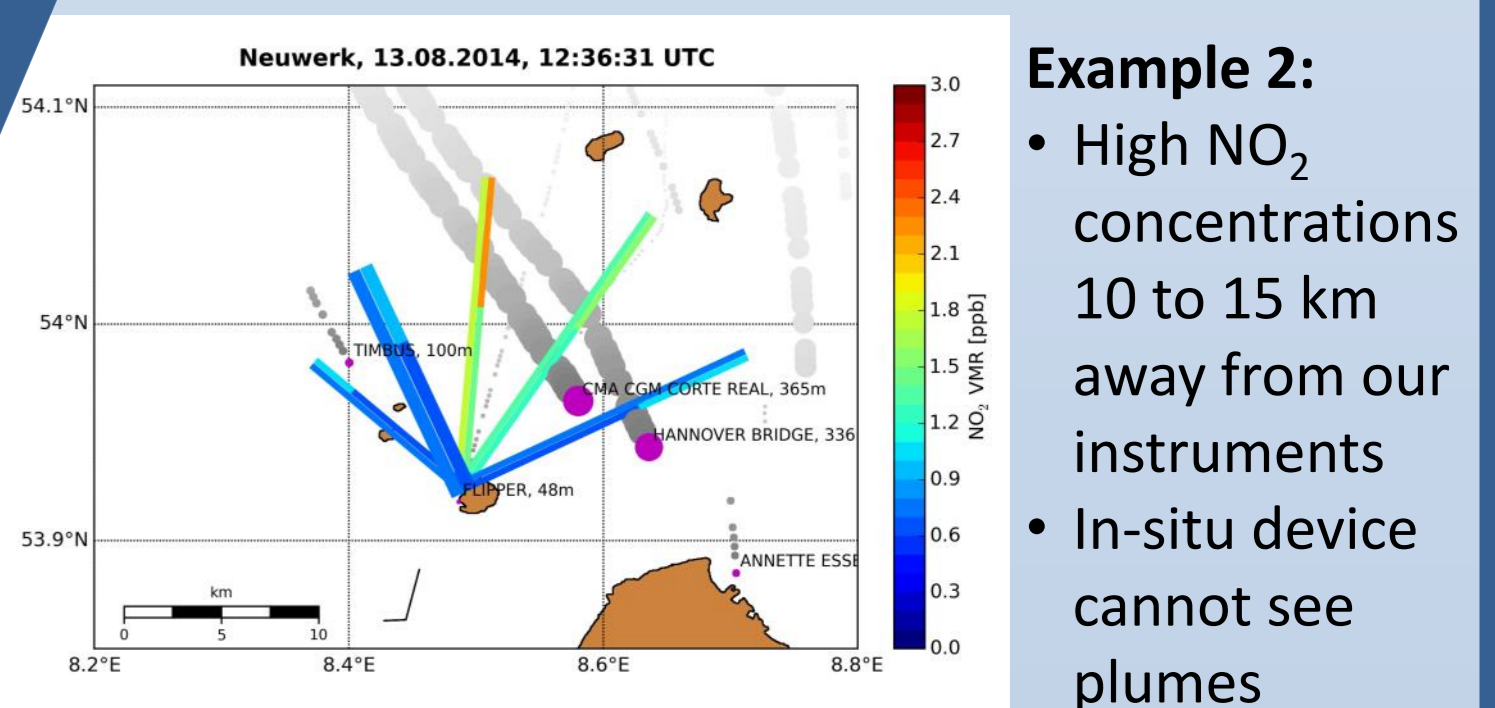 Neuwerk, 13.08.2014, 12:36:31 UTC
54.1°N
54°N
53.9°N
8.2°E
8.4°E
8.6°E
8.8°E
TIMBUS, 100m
CMA CGM CORTE REAL, 365m
HANNOVER BRIDGE, 336
FLIPPER, 48m
ANNETTE ESSE
km
0
5
10
3.0
2.7
2.4
2.1
1.8
1.5
1.2
0.9
0.6
0.3
0.0
NO₂ VMR [ppb]
Example 2:
• High NO₂
concentrations
10 to 15 km
away from our
instruments
• In-situ device
cannot see
plumes